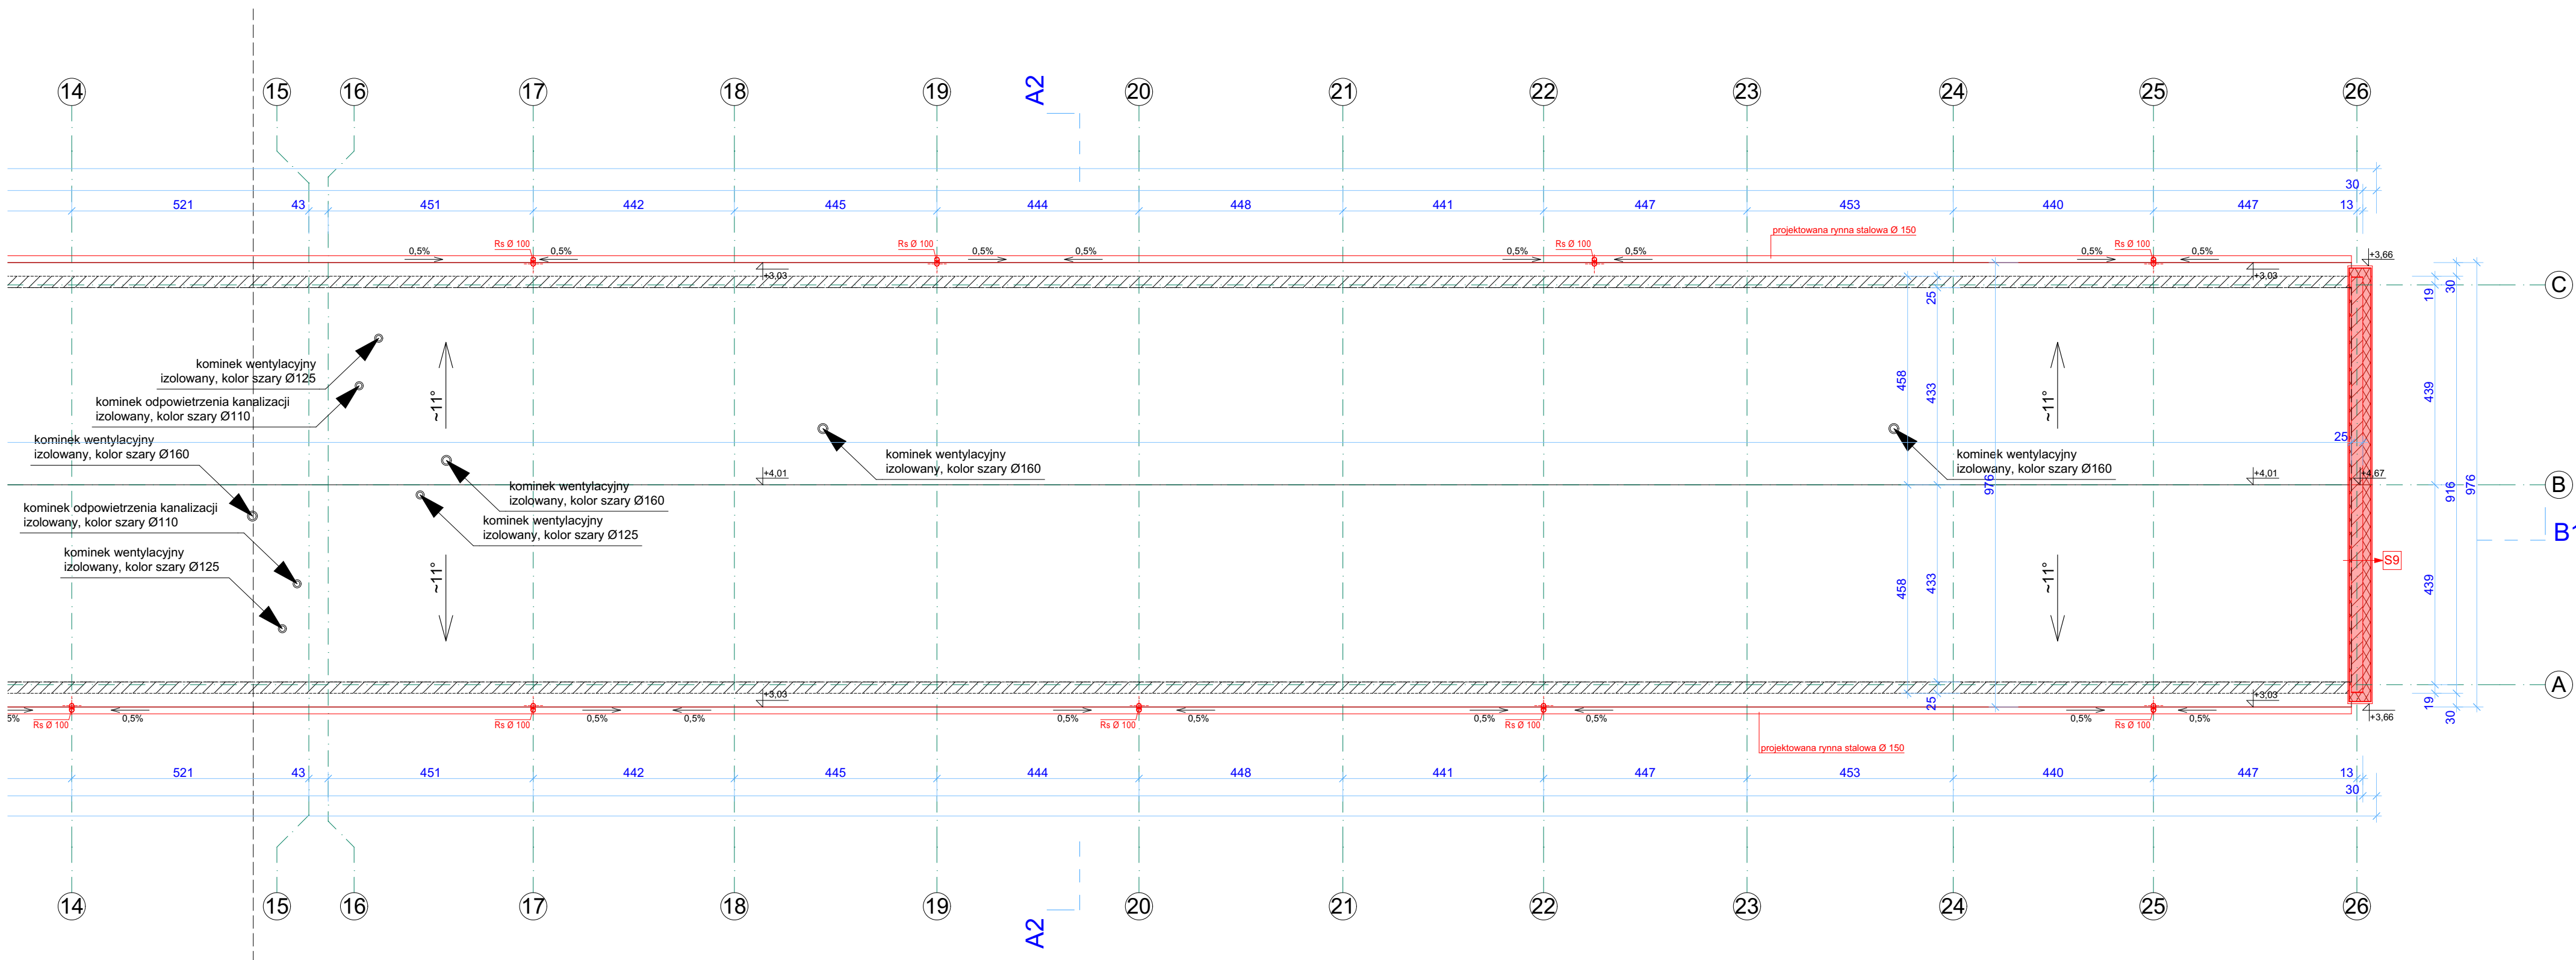 14
15
16
17
18
19
A2
20
21
22
23
24
25
26
30
521
43
451
442
445
444
448
441
447
453
440
447
13
projektowana rynna stalowa Ø 150
Rs Ø 100
Rs Ø 100
Rs Ø 100
Rs Ø 100
0,5%
0,5%
0,5%
0,5%
0,5%
0,5%
0,5%
0,5%
+3,66
+3,03
+3,03
C
25
19
30
kominek wentylacyjny
izolowany, kolor szary Ø125
kominek odpowietrzenia kanalizacji
izolowany, kolor szary Ø110
~11°
~11°
458
433
439
kominek wentylacyjny
izolowany, kolor szary Ø160
25
kominek wentylacyjny
izolowany, kolor szary Ø160
kominek wentylacyjny
izolowany, kolor szary Ø160
+4,01
+4,01
+4,67
976
916
976
B
kominek wentylacyjny
izolowany, kolor szary Ø160
kominek odpowietrzenia kanalizacji
izolowany, kolor szary Ø110
kominek wentylacyjny
izolowany, kolor szary Ø125
B1
kominek wentylacyjny
izolowany, kolor szary Ø125
S9
~11°
~11°
458
433
439
A
+3,03
+3,03
25
19
30
+3,66
5%
0,5%
0,5%
0,5%
0,5%
0,5%
0,5%
0,5%
0,5%
0,5%
Rs Ø 100
Rs Ø 100
Rs Ø 100
Rs Ø 100
Rs Ø 100
projektowana rynna stalowa Ø 150
521
43
451
442
445
444
448
441
447
453
440
447
13
30
14
15
16
17
18
19
A2
20
21
22
23
24
25
26